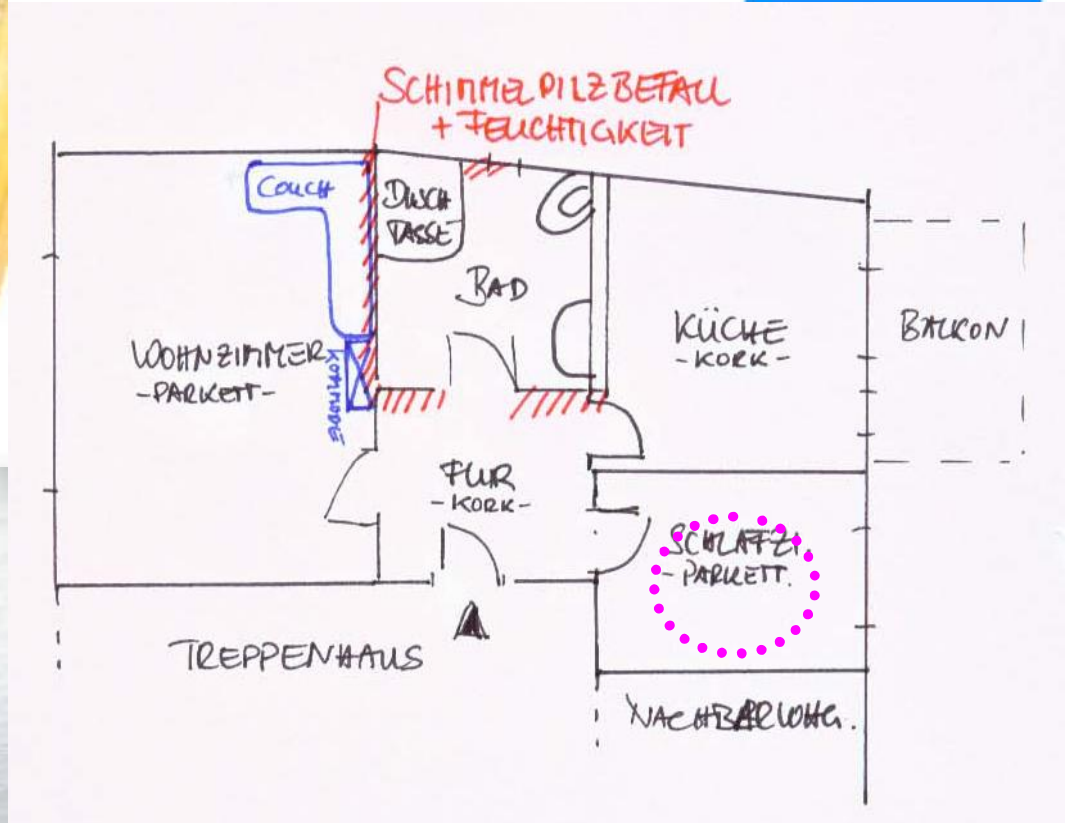 SCHIMMELPILZBEFALL
+ FEUCHTIGKEIT
COUCH
DUSCH
TASSE
BAD
WOHNZIMMER
-PARKETT-
KOMMODE
KÜCHE
-KORK-
BALKON
FLUR
-KORK-
SCHLAFZI.
-PARKETT.
TREPPENHAUS
NACHBARWHG.